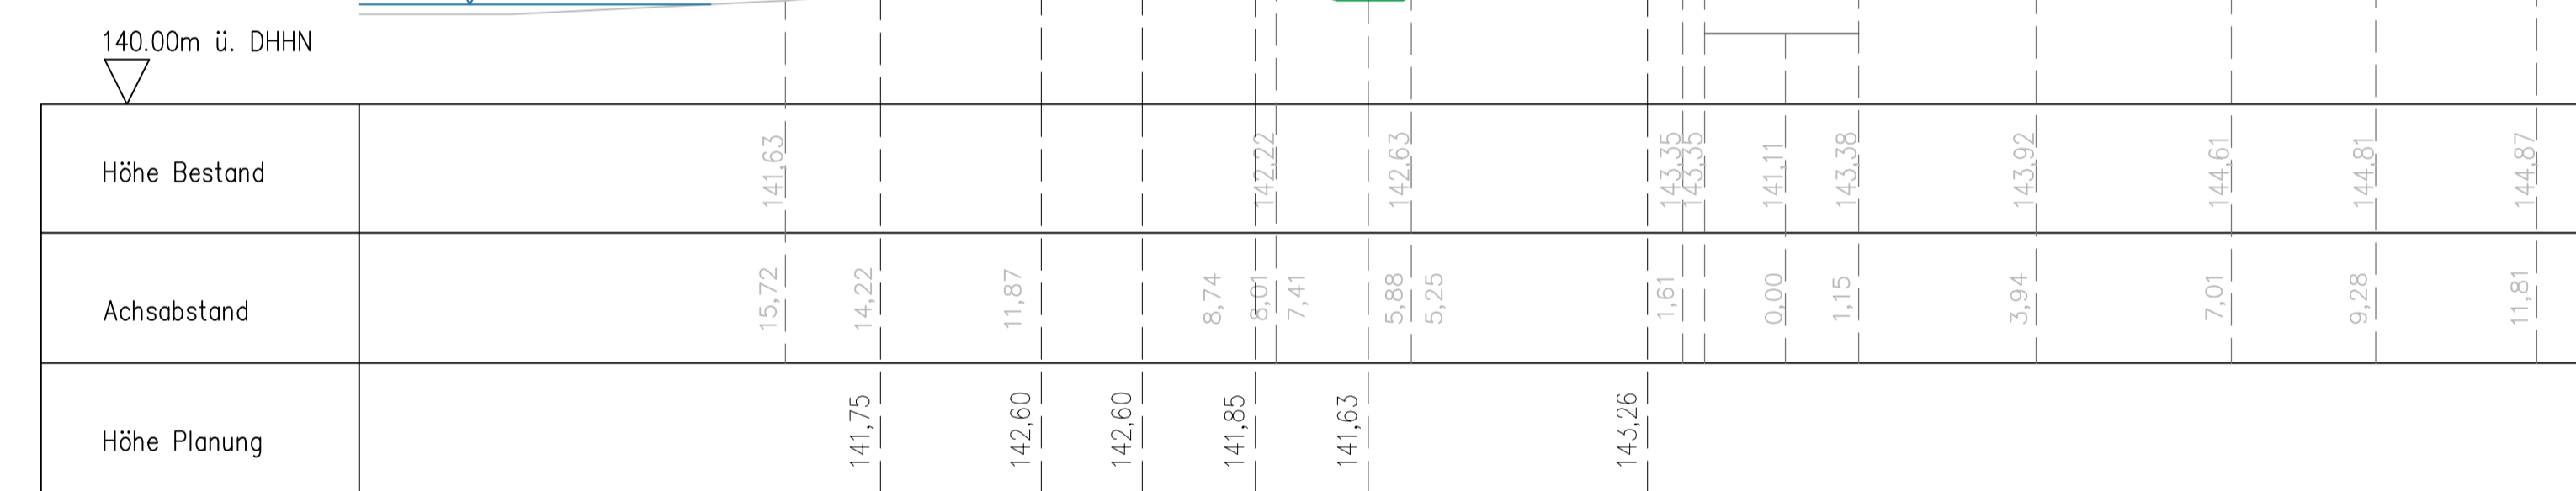 140.00m ü. DHHN
Höhe Bestand 141,63 142,22 142,63 143,35 143,35 141,11 143,38 143,92 144,61 144,81 144,87
Achsabstand 15,72 14,22 11,87 8,74 8,01 7,41 5,88 5,25 1,61 0,00 1,15 3,94 7,01 9,28 11,81
Höhe Planung 141,75 142,60 142,60 141,85 141,63 143,26